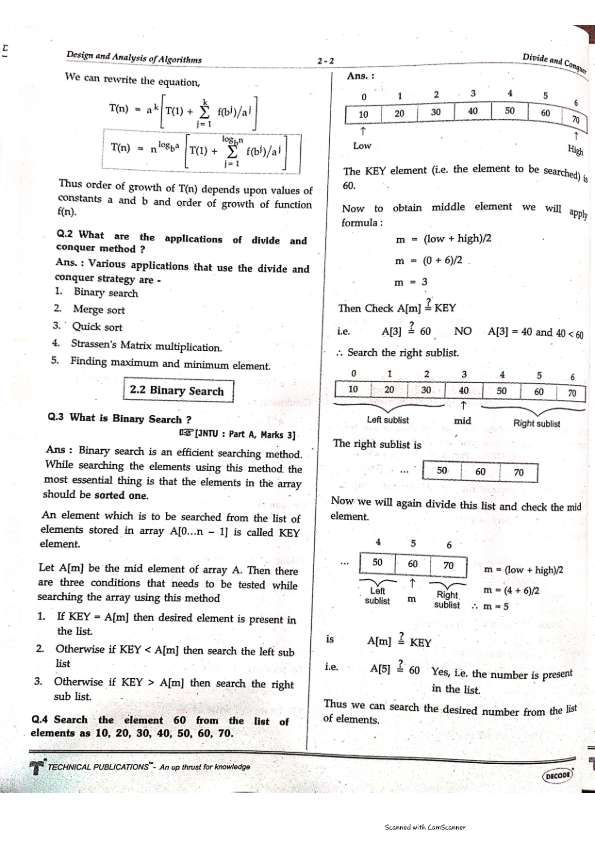 Design and Analysis of Algorithms
2 - 2
Divide and Conquer
We can rewrite the equation,
T(n) = a^k [ T(1) + Σ_{j=1}^{k} f(b^j)/a^j ]
T(n) = n^{log_b a} [ T(1) + Σ_{j=1}^{log_b n} f(b^j)/a^j ]
Thus order of growth of T(n) depends upon values of
constants a and b and order of growth of function
f(n).
Q.2 What are the applications of divide and
conquer method ?
Ans. : Various applications that use the divide and
conquer strategy are -
1. Binary search
2. Merge sort
3. Quick sort
4. Strassen's Matrix multiplication.
5. Finding maximum and minimum element.
2.2 Binary Search
Q.3 What is Binary Search ?
[JNTU : Part A, Marks 3]
Ans : Binary search is an efficient searching method.
While searching the elements using this method the
most essential thing is that the elements in the array
should be sorted one.
An element which is to be searched from the list of
elements stored in array A[0...n – 1] is called KEY
element.
Let A[m] be the mid element of array A. Then there
are three conditions that needs to be tested while
searching the array using this method
1. If KEY = A[m] then desired element is present in
the list.
2. Otherwise if KEY < A[m] then search the left sub
list
3. Otherwise if KEY > A[m] then search the right
sub list.
Q.4 Search the element 60 from the list of
elements as 10, 20, 30, 40, 50, 60, 70.
Ans. :
0 1 2 3 4 5 6
10 20 30 40 50 60 70
↑ ↑
Low High
The KEY element (i.e. the element to be searched) is
60.
Now to obtain middle element we will apply
formula :
m = (low + high)/2
m = (0 + 6)/2
m = 3
Then Check A[m] ≟ KEY
i.e. A[3] ≟ 60 NO A[3] = 40 and 40 < 60
∴ Search the right sublist.
0 1 2 3 4 5 6
10 20 30 40 50 60 70
↑
Left sublist mid Right sublist
The right sublist is
... 50 60 70
Now we will again divide this list and check the mid
element.
4 5 6
... 50 60 70 m = (low + high)/2
↑
Left sublist m Right sublist
m = (4 + 6)/2
∴ m = 5
is A[m] ≟ KEY
i.e. A[5] ≟ 60 Yes, i.e. the number is present
in the list.
Thus we can search the desired number from the list
of elements.
TECHNICAL PUBLICATIONS™ - An up thrust for knowledge
DECODE
Scanned with CamScanner